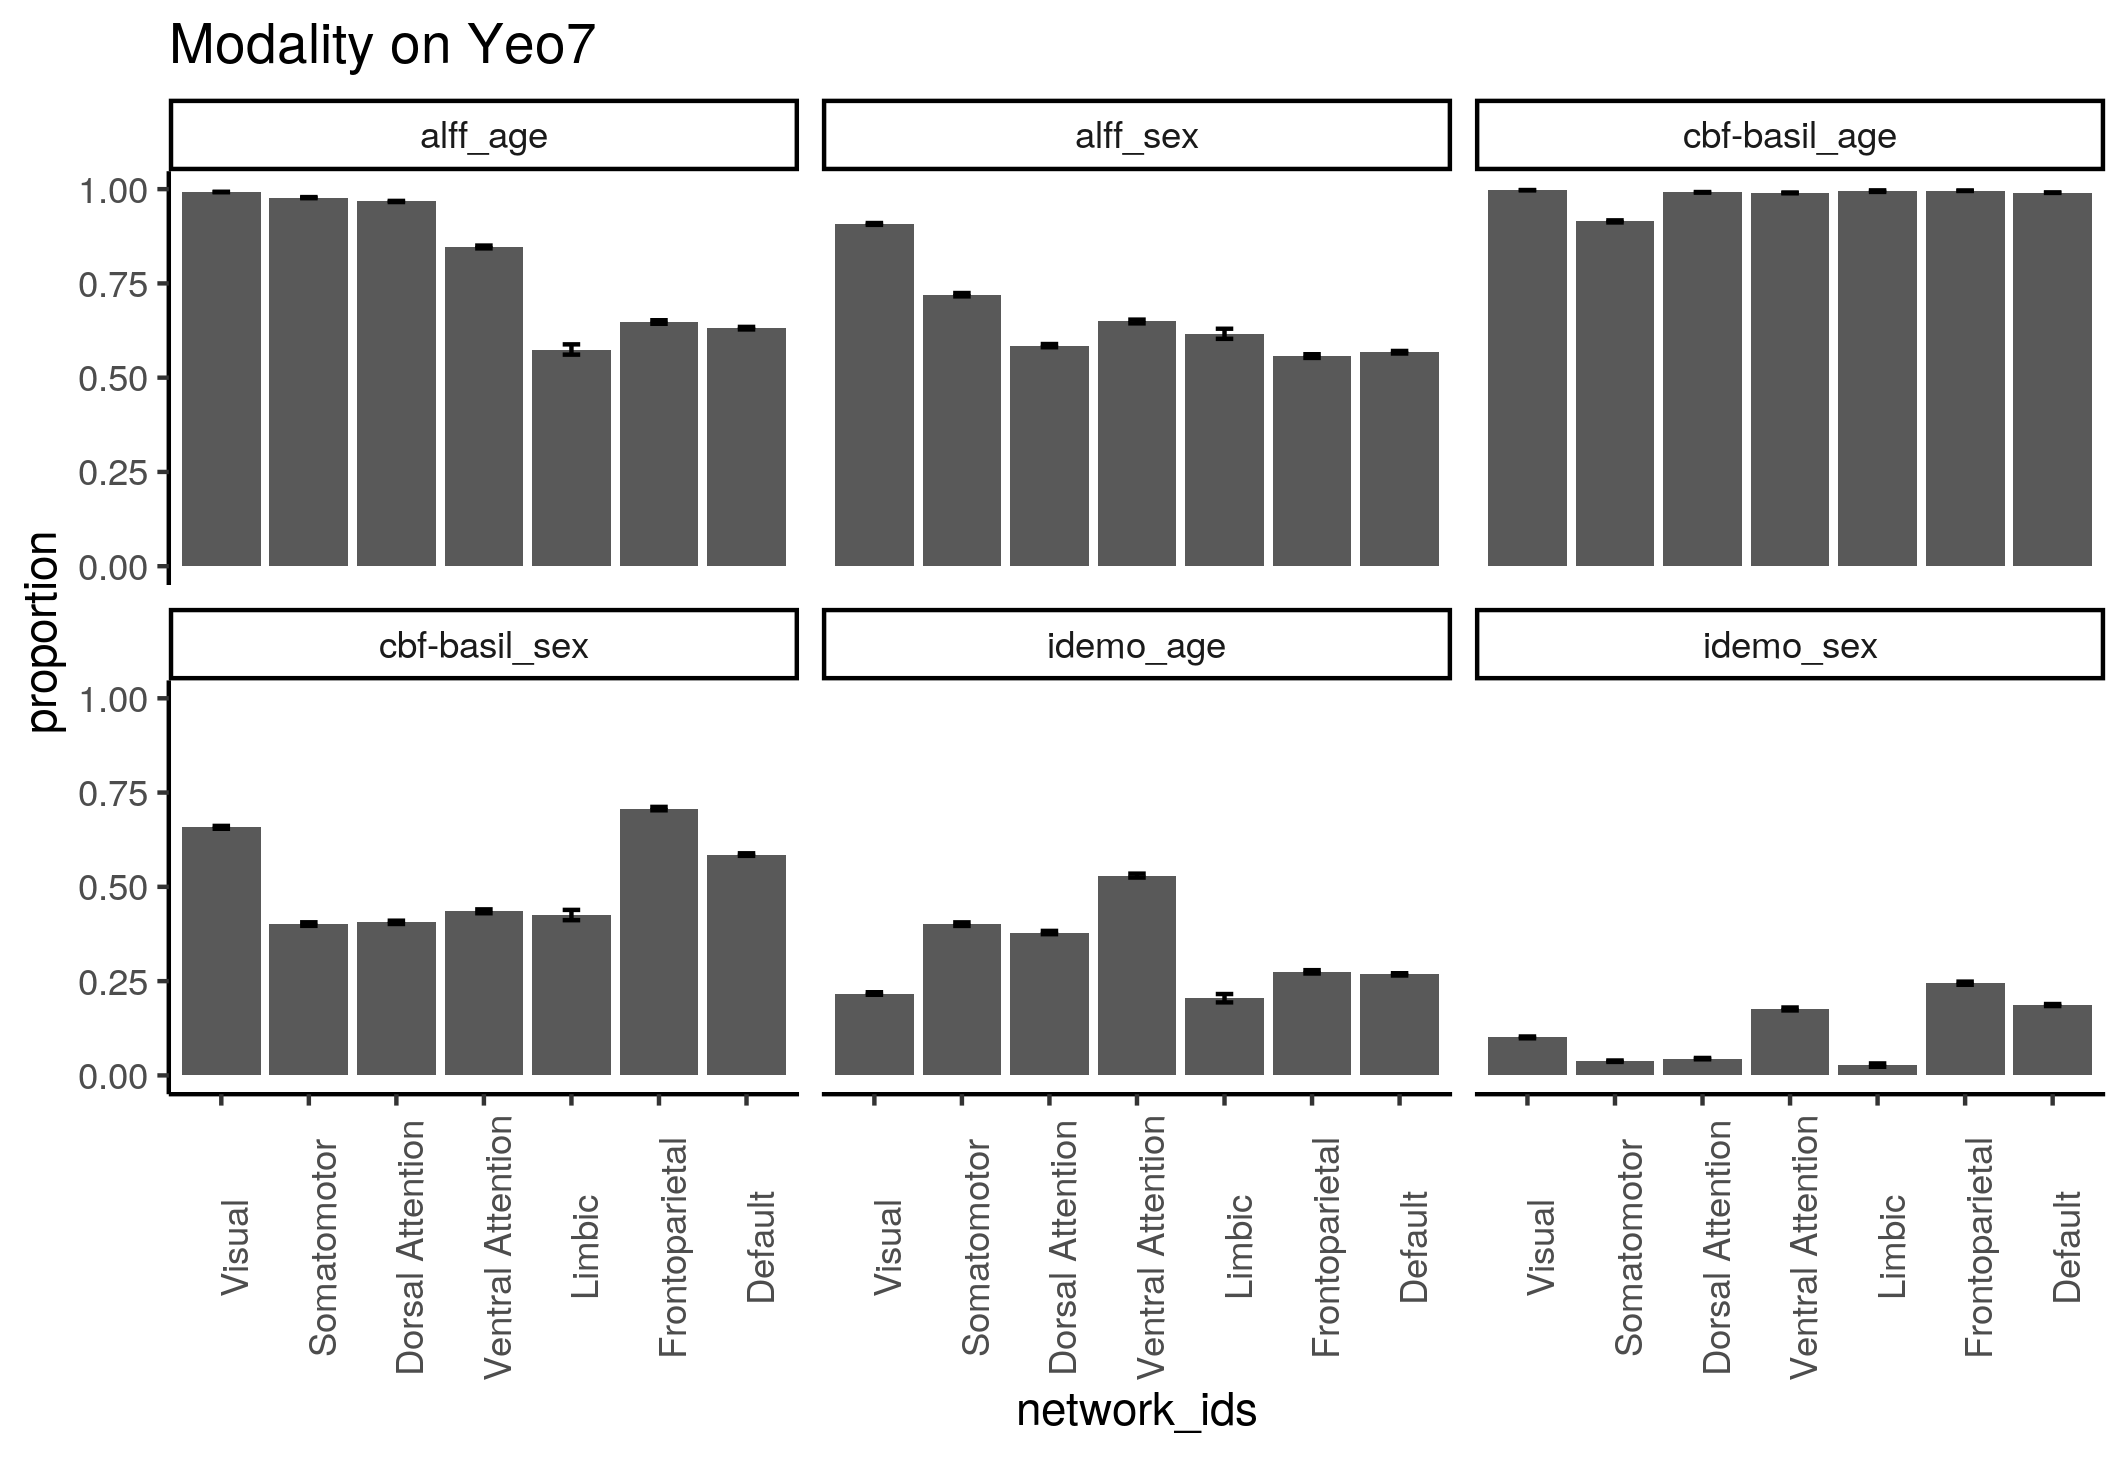 Modality on Yeo7
alff_age
alff_sex
cbf-basil_age
1.00
0.75
0.50
0.25
0.00
proportion
cbf-basil_sex
idemo_age
idemo_sex
1.00
0.75
0.50
0.25
0.00
Visual
Somatomotor
Dorsal Attention
Ventral Attention
Limbic
Frontoparietal
Default
Visual
Somatomotor
Dorsal Attention
Ventral Attention
Limbic
Frontoparietal
Default
Visual
Somatomotor
Dorsal Attention
Ventral Attention
Limbic
Frontoparietal
Default
network_ids